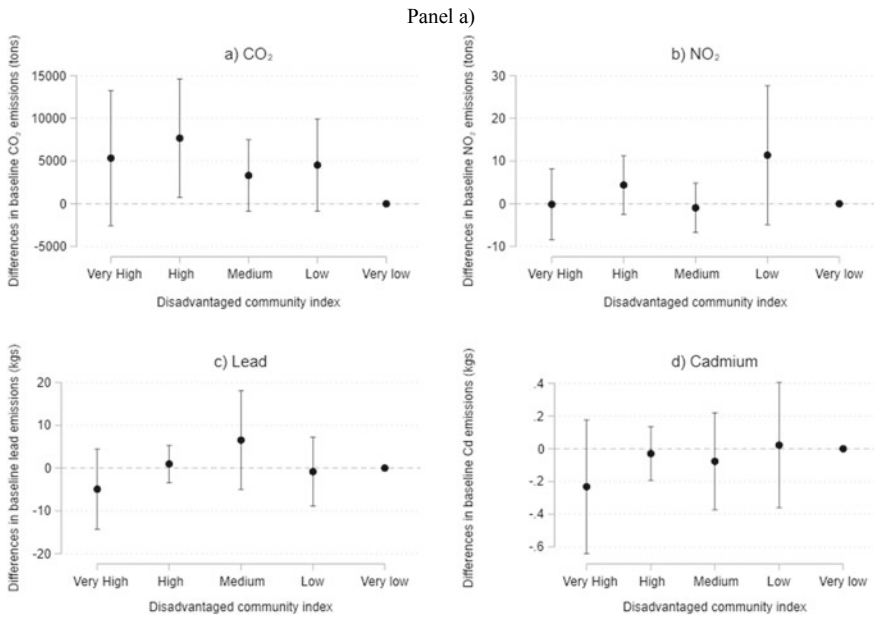 Panel a)
a) CO₂
Differences in baseline CO₂ emissions (tons)
15000
10000
5000
0
-5000
Very High High Medium Low Very low
Disadvantaged community index
b) NO₂
Differences in baseline NO₂ emissions (tons)
30
20
10
0
-10
Very High High Medium Low Very low
Disadvantaged community index
c) Lead
Differences in baseline lead emissions (kgs)
20
10
0
-10
-20
Very High High Medium Low Very low
Disadvantaged community index
d) Cadmium
Differences in baseline Cd emissions (kgs)
.4
.2
0
-.2
-.4
-.6
Very High High Medium Low Very low
Disadvantaged community index